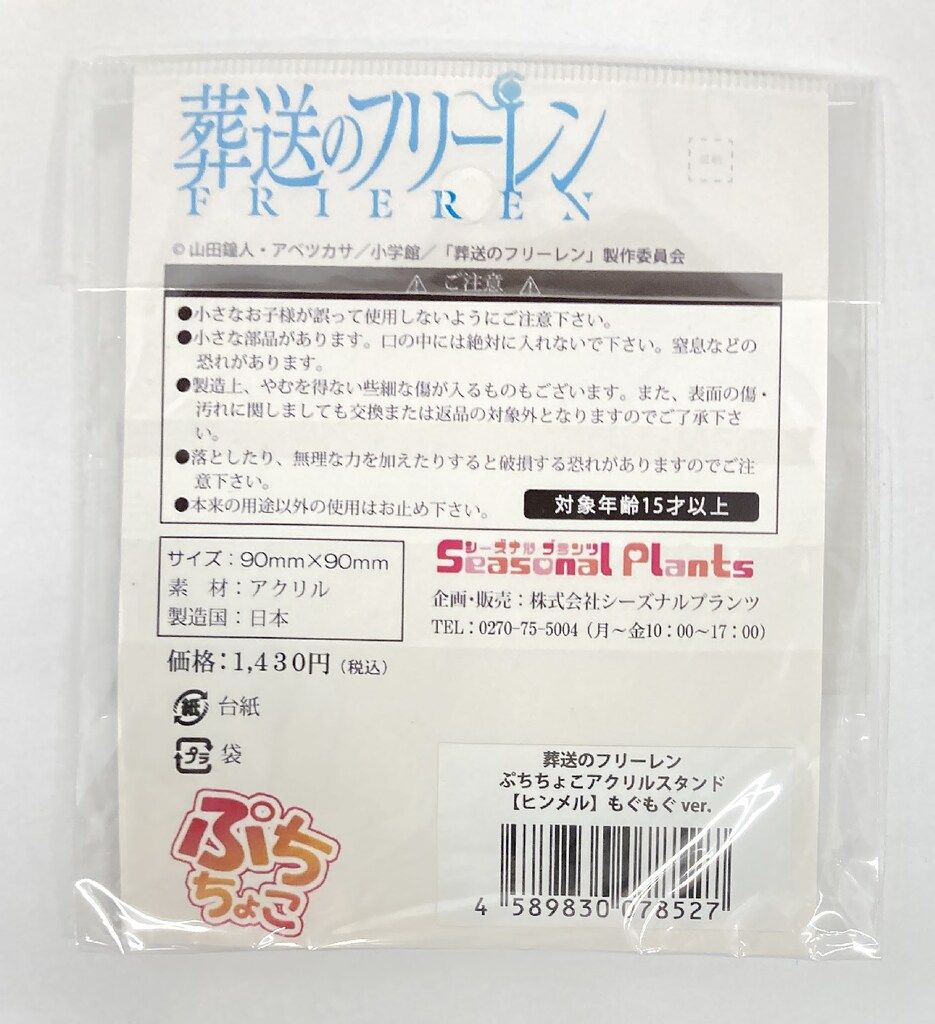 葬送のフリーレン
FRIEREN
©山田鐘人・アベツカサ／小学館／「葬送のフリーレン」製作委員会
ご注意
●小さなお子様が誤って使用しないようにご注意下さい。
●小さな部品があります。口の中には絶対に入れないで下さい。窒息などの
恐れがあります。
●製造上、やむを得ない些細な傷が入るものもございます。また、表面の傷・
汚れに関しましても交換または返品の対象外となりますのでご了承下さ
い。
●落としたり、無理な力を加えたりすると破損する恐れがありますのでご注
意下さい。
●本来の用途以外の使用はお止め下さい。
対象年齢15才以上
サイズ：90mm×90mm
素　材：アクリル
製造国：日本
シーズナル プランツ
Seasonal Plants
企画・販売：株式会社シーズナルプランツ
TEL：0270-75-5004（月～金10：00～17：00）
価格：1,430円（税込）
紙 台紙
プラ 袋
ぷち
ちょこ
葬送のフリーレン
ぷちちょこアクリルスタンド
【ヒンメル】もぐもぐ ver.
4 589830 078527